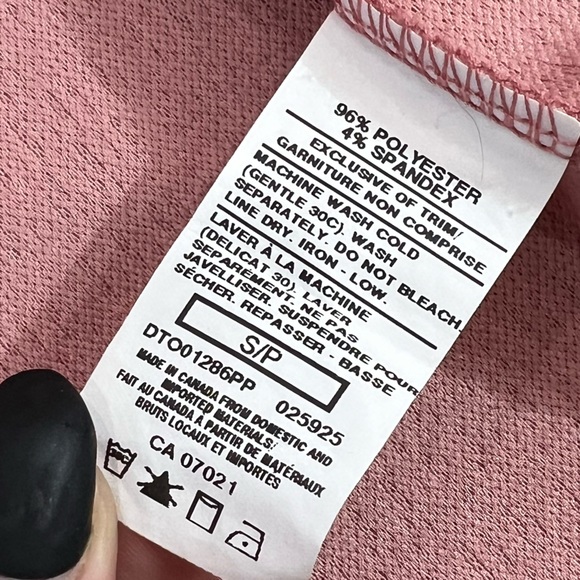 96% POLYESTER
4% SPANDEX
EXCLUSIVE OF TRIM/
GARNITURE NON COMPRISE
MACHINE WASH COLD
(GENTLE 30C). WASH
SEPARATELY. DO NOT BLEACH,
LINE DRY. IRON - LOW.
LAVER À LA MACHINE
(DELICAT 30). LAVER
SEPARÉMENT. NE PAS
JAVELLISER. SUSPENDRE POUR
SÉCHER. REPASSER - BASSE
S/P
DTO01286PP 025925
MADE IN CANADA FROM DOMESTIC AND
IMPORTED MATERIALS/
FAIT AU CANADA À PARTIR DE MATÉRIAUX
BRUTS LOCAUX ET IMPORTÉS
CA 07021